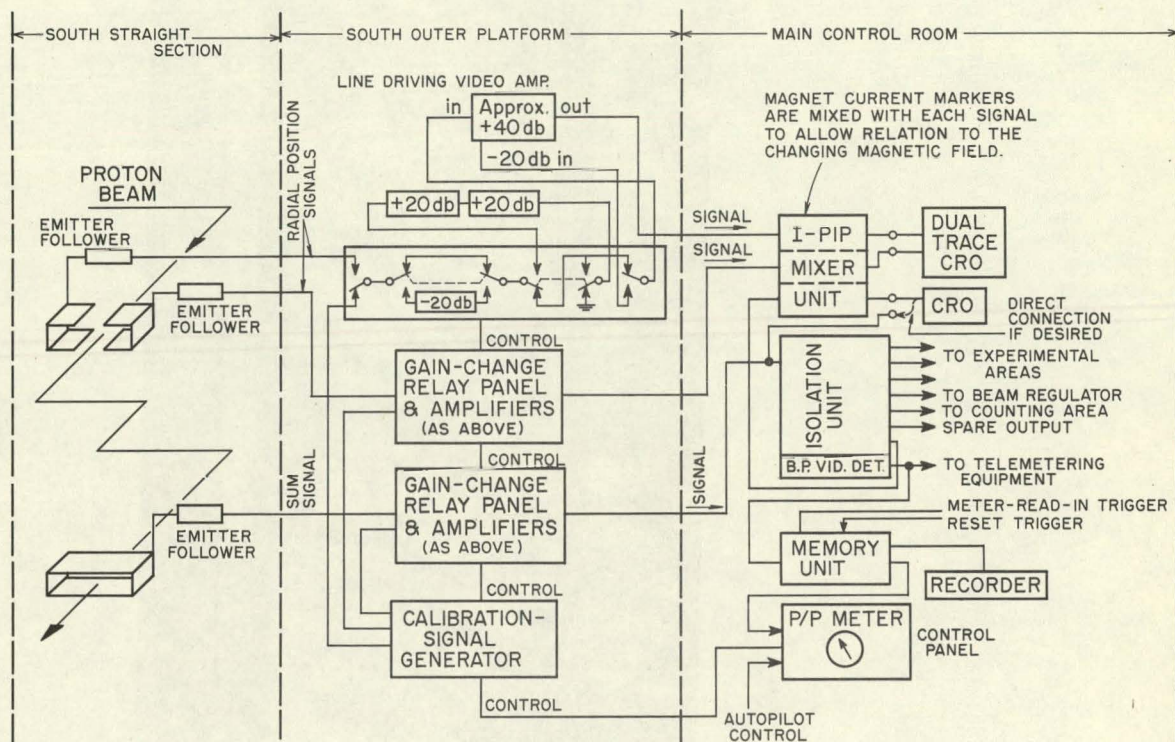 SOUTH STRAIGHT
SECTION
SOUTH OUTER PLATFORM
MAIN CONTROL ROOM
LINE DRIVING VIDEO AMP.
in
Approx.
+40 db
out
-20 db in
+20 db
+20 db
MAGNET CURRENT MARKERS
ARE MIXED WITH EACH SIGNAL
TO ALLOW RELATION TO THE
CHANGING MAGNETIC FIELD.
PROTON
BEAM
RADIAL POSITION
SIGNALS
EMITTER
FOLLOWER
EMITTER
FOLLOWER
-20 db
SIGNAL
SIGNAL
I-PIP
MIXER
UNIT
DUAL
TRACE
CRO
CRO
DIRECT
CONNECTION
IF DESIRED
CONTROL
GAIN-CHANGE
RELAY PANEL
& AMPLIFIERS
(AS ABOVE)
ISOLATION
UNIT
TO EXPERIMENTAL
AREAS
TO BEAM REGULATOR
TO COUNTING AREA
SPARE OUTPUT
B.P. VID. DET.
TO TELEMETERING
EQUIPMENT
CONTROL
SUM
SIGNAL
GAIN-CHANGE
RELAY PANEL
& AMPLIFIERS
(AS ABOVE)
SIGNAL
EMITTER
FOLLOWER
METER-READ-IN TRIGGER
RESET TRIGGER
MEMORY
UNIT
RECORDER
CONTROL
CALIBRATION-
SIGNAL
GENERATOR
P/P METER
CONTROL
PANEL
CONTROL
AUTOPILOT
CONTROL